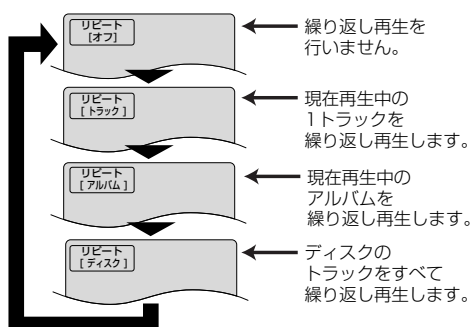 リピート
[オフ]
繰り返し再生を
行いません。
リピート
[ トラック ]
現在再生中の
1トラックを
繰り返し再生します。
リピート
[ アルバム ]
現在再生中の
アルバムを
繰り返し再生します。
リピート
[ ディスク ]
ディスクの
トラックをすべて
繰り返し再生します。